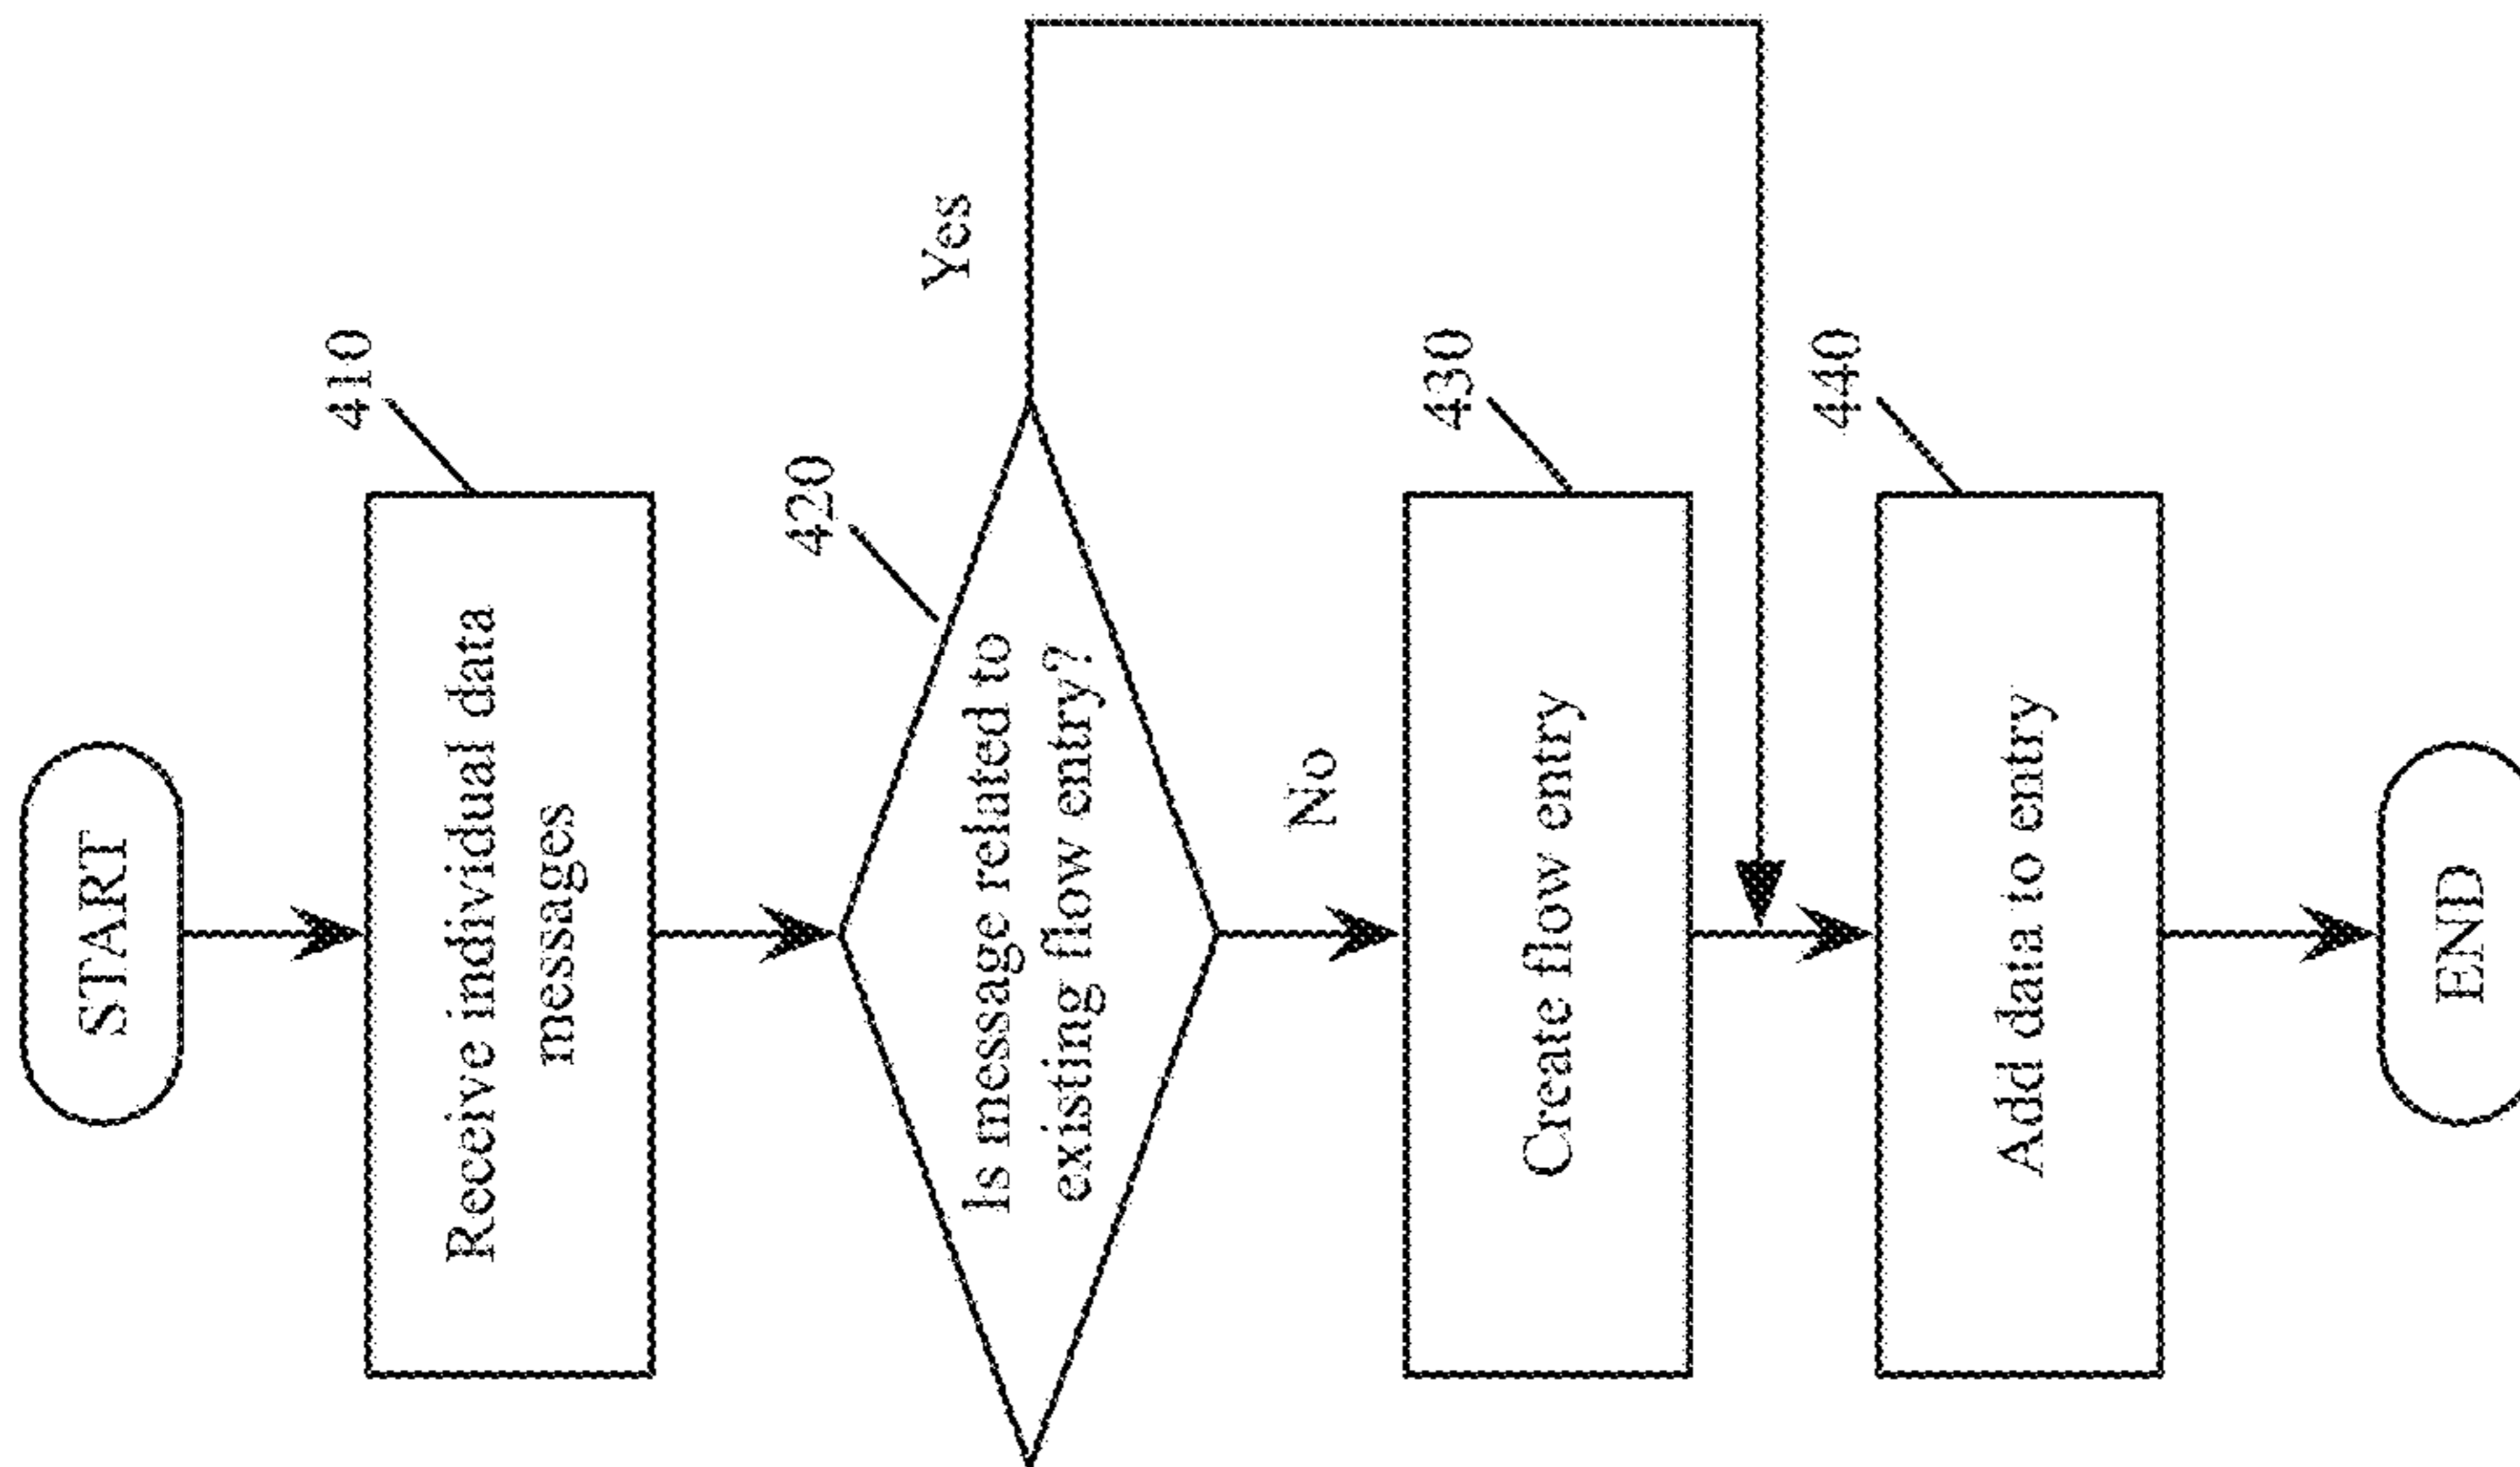 START
410
Receive individual data
messages
420
Is message related to
existing flow entry?
Yes
No
430
Create flow entry
440
Add data to entry
END